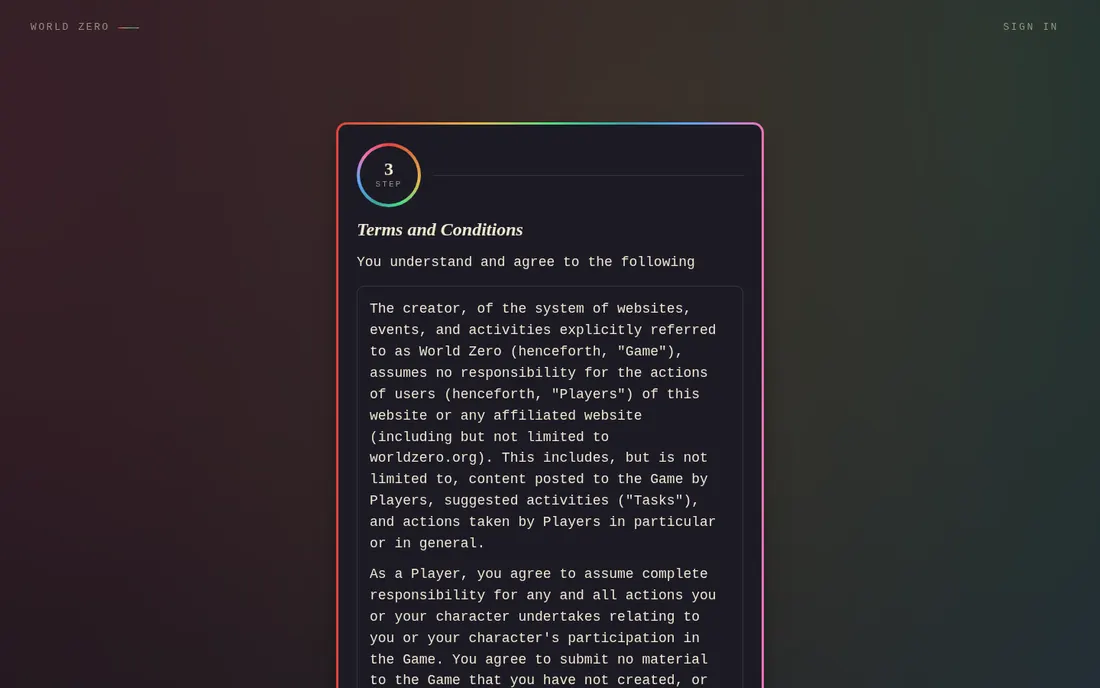 WORLD ZERO
SIGN IN
3
STEP
Terms and Conditions
You understand and agree to the following
The creator, of the system of websites,
events, and activities explicitly referred
to as World Zero (henceforth, "Game"),
assumes no responsibility for the actions
of users (henceforth, "Players") of this
website or any affiliated website
(including but not limited to
worldzero.org). This includes, but is not
limited to, content posted to the Game by
Players, suggested activities ("Tasks"),
and actions taken by Players in particular
or in general.
As a Player, you agree to assume complete
responsibility for any and all actions you
or your character undertakes relating to
you or your character's participation in
the Game. You agree to submit no material
to the Game that you have not created, or